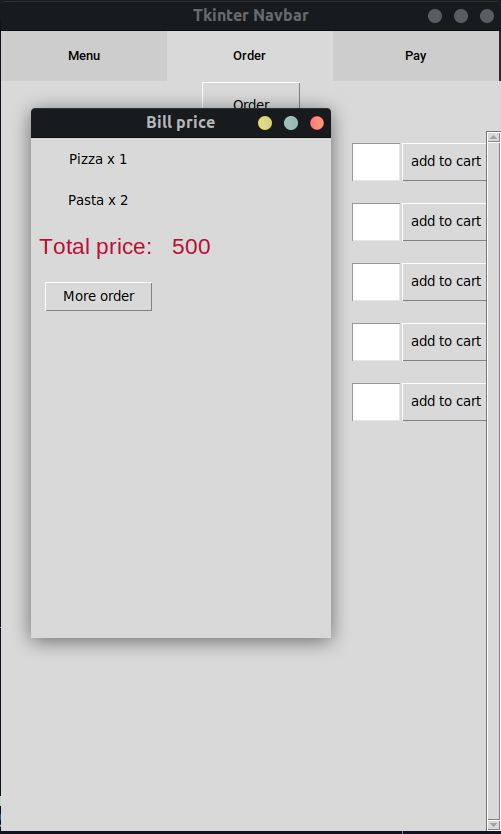 Tkinter Navbar
Menu Order Pay
Order
Bill price
Pizza x 1
Pasta x 2
Total price: 500
More order
add to cart
add to cart
add to cart
add to cart
add to cart